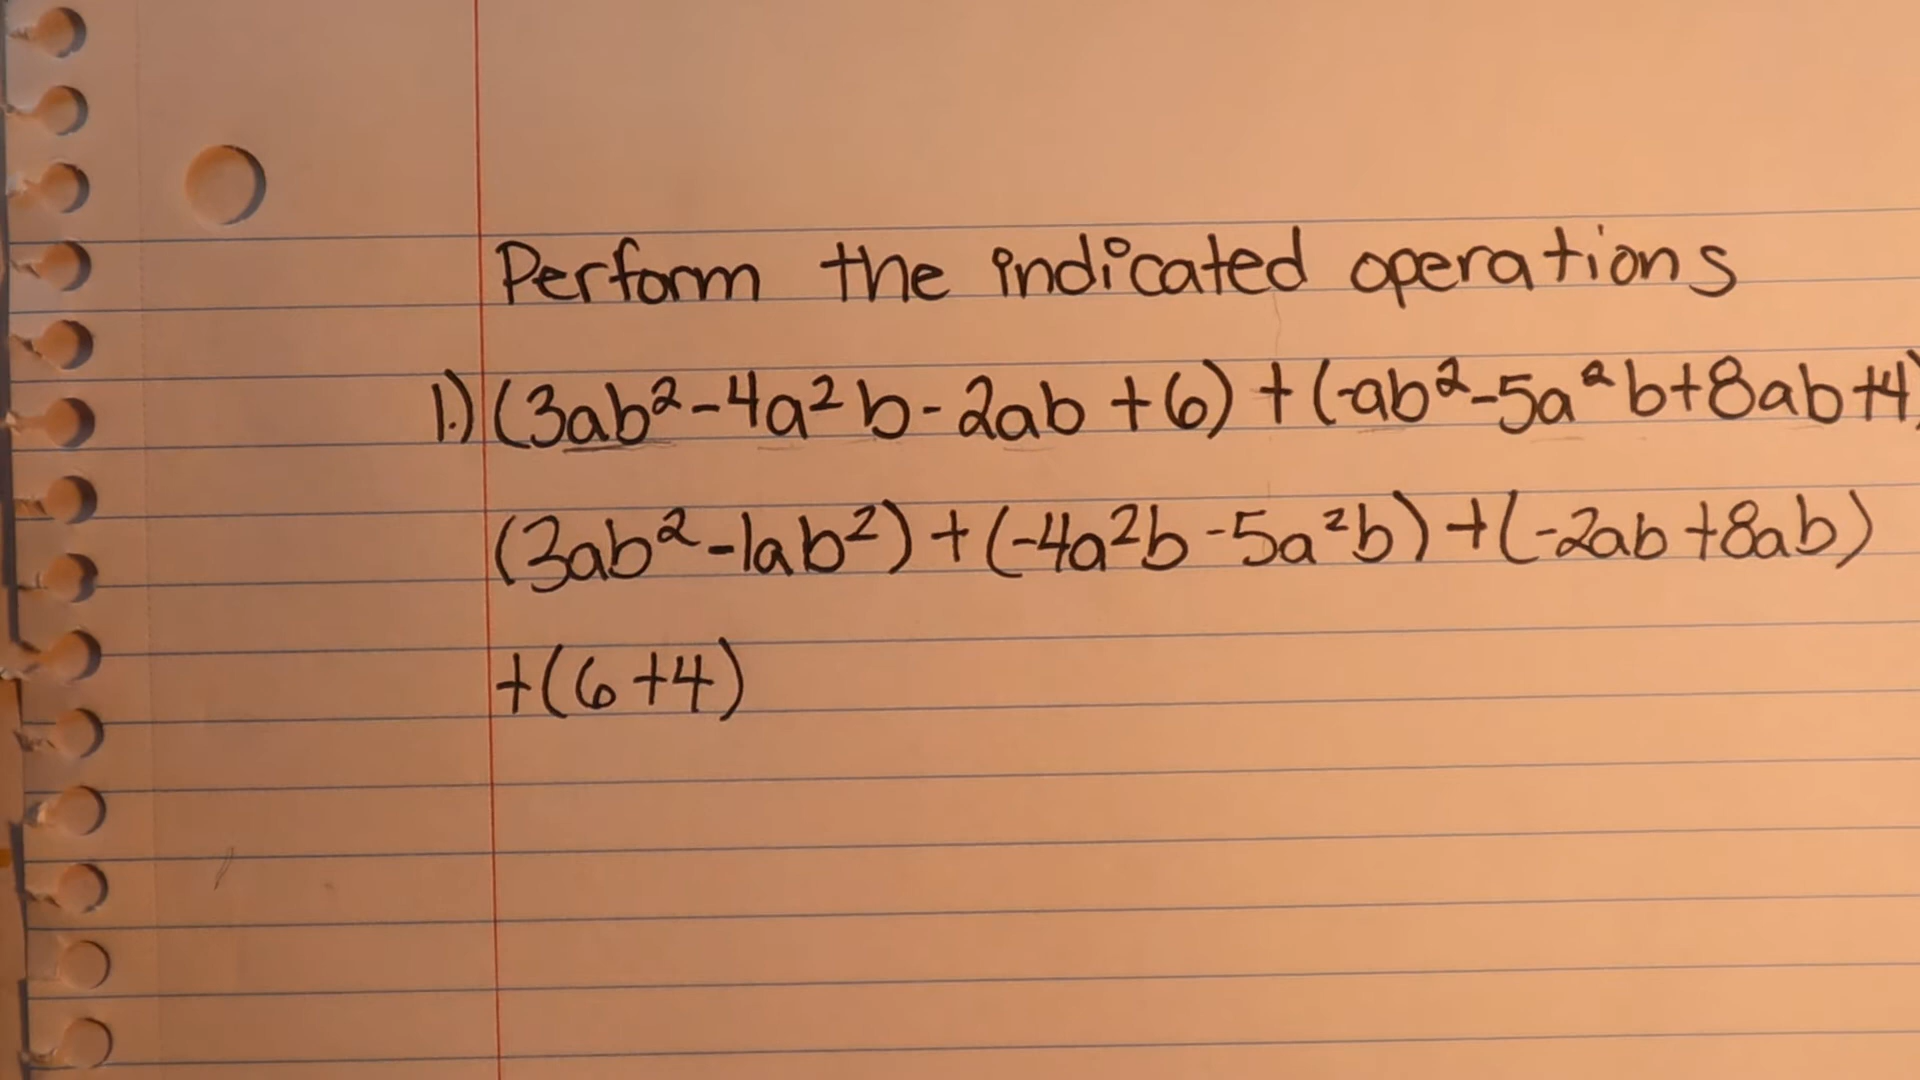 Perform the indicated operations
1.) (3ab²-4a²b-2ab+6)+(-ab²-5a²b+8ab+4)
(3ab²-1ab²)+(-4a²b-5a²b)+(-2ab+8ab)
+(6+4)